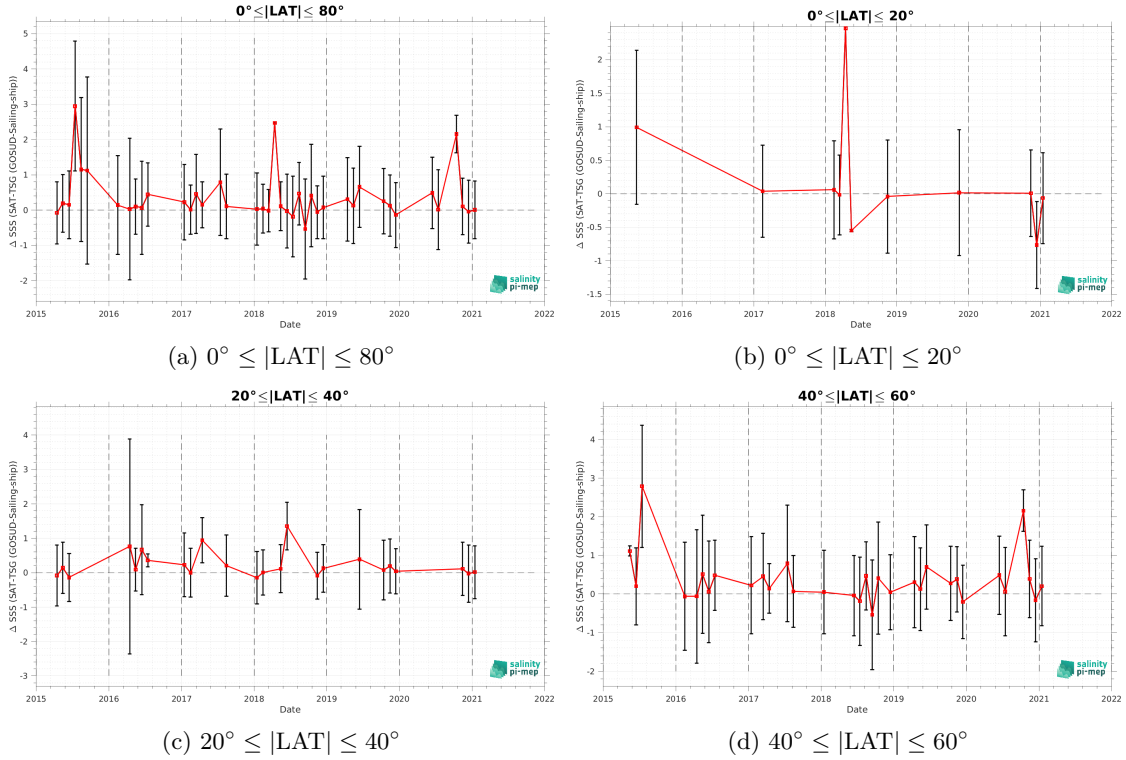 0°≤|LAT|≤ 80°
Δ SSS (SAT-TSG (GOSUD-Sailing-ship))
5
4
3
2
1
0
-1
-2
2015 2016 2017 2018 2019 2020 2021 2022
Date
salinity
pi-mep
(a) 0° ≤ |LAT| ≤ 80°
0°≤|LAT|≤ 20°
Δ SSS (SAT-TSG (GOSUD-Sailing-ship))
2
1.5
1
0.5
0
-0.5
-1
-1.5
2015 2016 2017 2018 2019 2020 2021 2022
Date
salinity
pi-mep
(b) 0° ≤ |LAT| ≤ 20°
20°≤|LAT|≤ 40°
Δ SSS (SAT-TSG (GOSUD-Sailing-ship))
4
3
2
1
0
-1
-2
-3
2015 2016 2017 2018 2019 2020 2021 2022
Date
salinity
pi-mep
(c) 20° ≤ |LAT| ≤ 40°
40°≤|LAT|≤ 60°
Δ SSS (SAT-TSG (GOSUD-Sailing-ship))
4
3
2
1
0
-1
-2
2015 2016 2017 2018 2019 2020 2021 2022
Date
salinity
pi-mep
(d) 40° ≤ |LAT| ≤ 60°